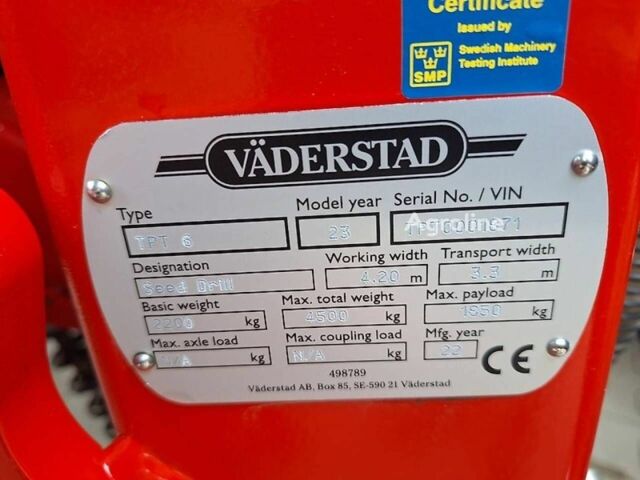 Certificate
Issued by
SMP
Swedish Machinery
Testing Institute
VÄDERSTAD
Type
TPT 6
Model year
23
Serial No. / VIN
Agroline
Designation
Seed Drill
Working width
4.20 m
Transport width
3.3 m
Basic weight
2200 kg
Max. total weight
4500 kg
Max. payload
1850 kg
Max. axle load
N/A kg
Max. coupling load
N/A kg
Mfg. year
22
CE
498789
Väderstad AB, Box 85, SE-590 21 Väderstad